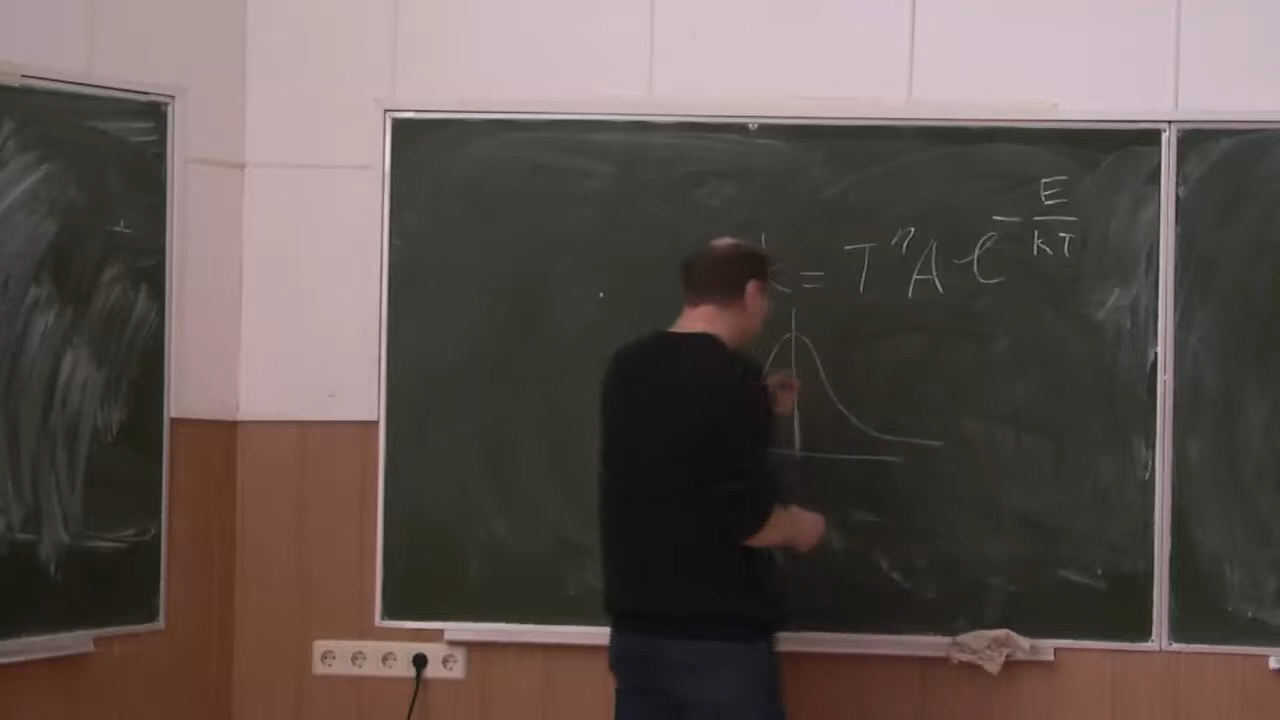 k = TⁿA e^{-E/kT}